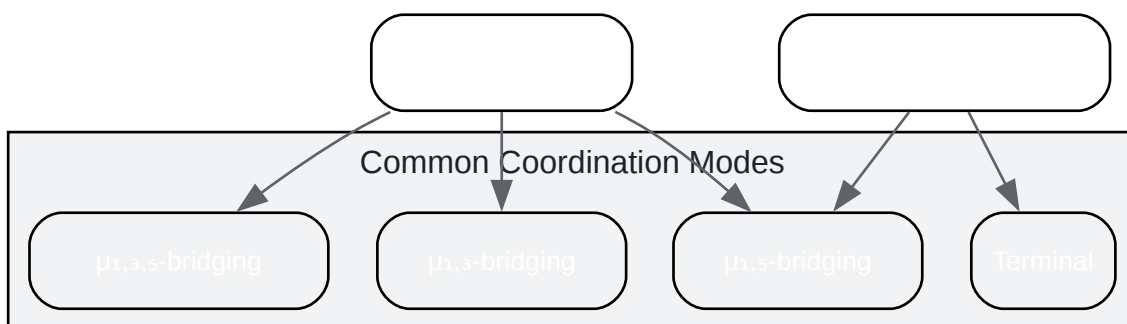 Common Coordination Modes
μ₁,₃,₅-bridging
μ₁,₃-bridging
μ₁,₅-bridging
Terminal